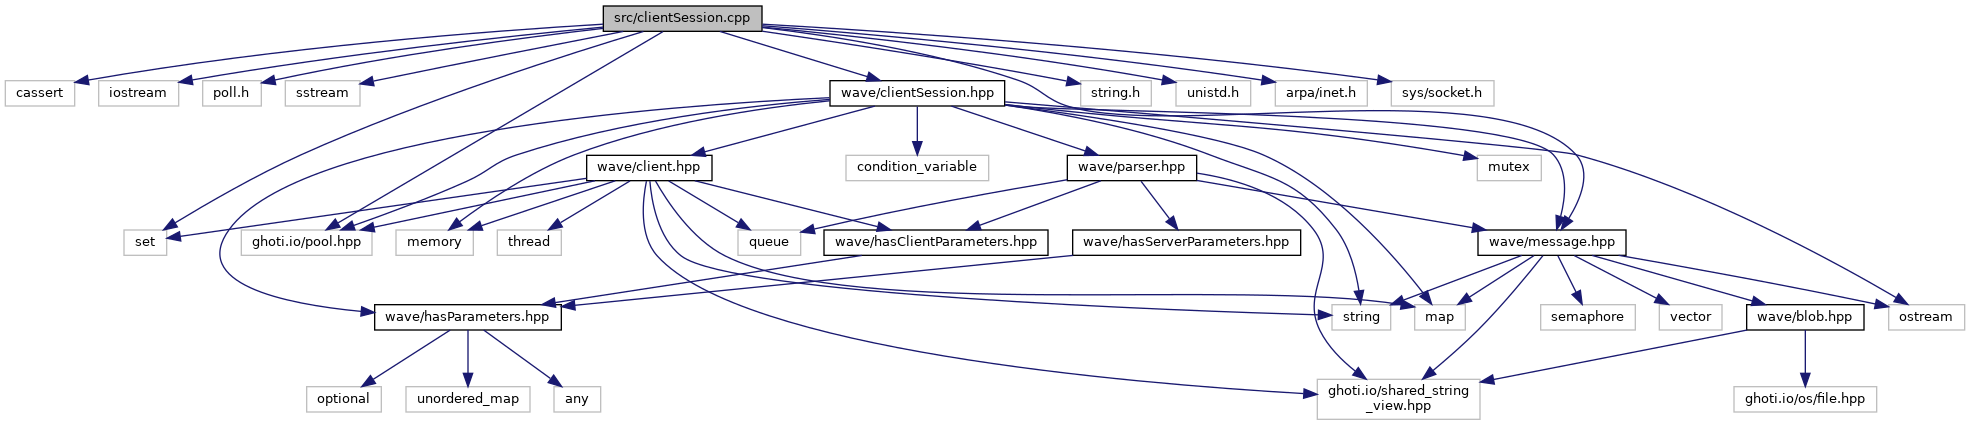 src/clientSession.cpp
cassert
iostream
poll.h
sstream
wave/clientSession.hpp
string.h
unistd.h
arpa/inet.h
sys/socket.h
wave/client.hpp
condition_variable
wave/parser.hpp
mutex
set
ghoti.io/pool.hpp
memory
thread
queue
wave/hasClientParameters.hpp
wave/hasServerParameters.hpp
wave/message.hpp
wave/hasParameters.hpp
string
map
semaphore
vector
wave/blob.hpp
ostream
optional
unordered_map
any
ghoti.io/shared_string
_view.hpp
ghoti.io/os/file.hpp